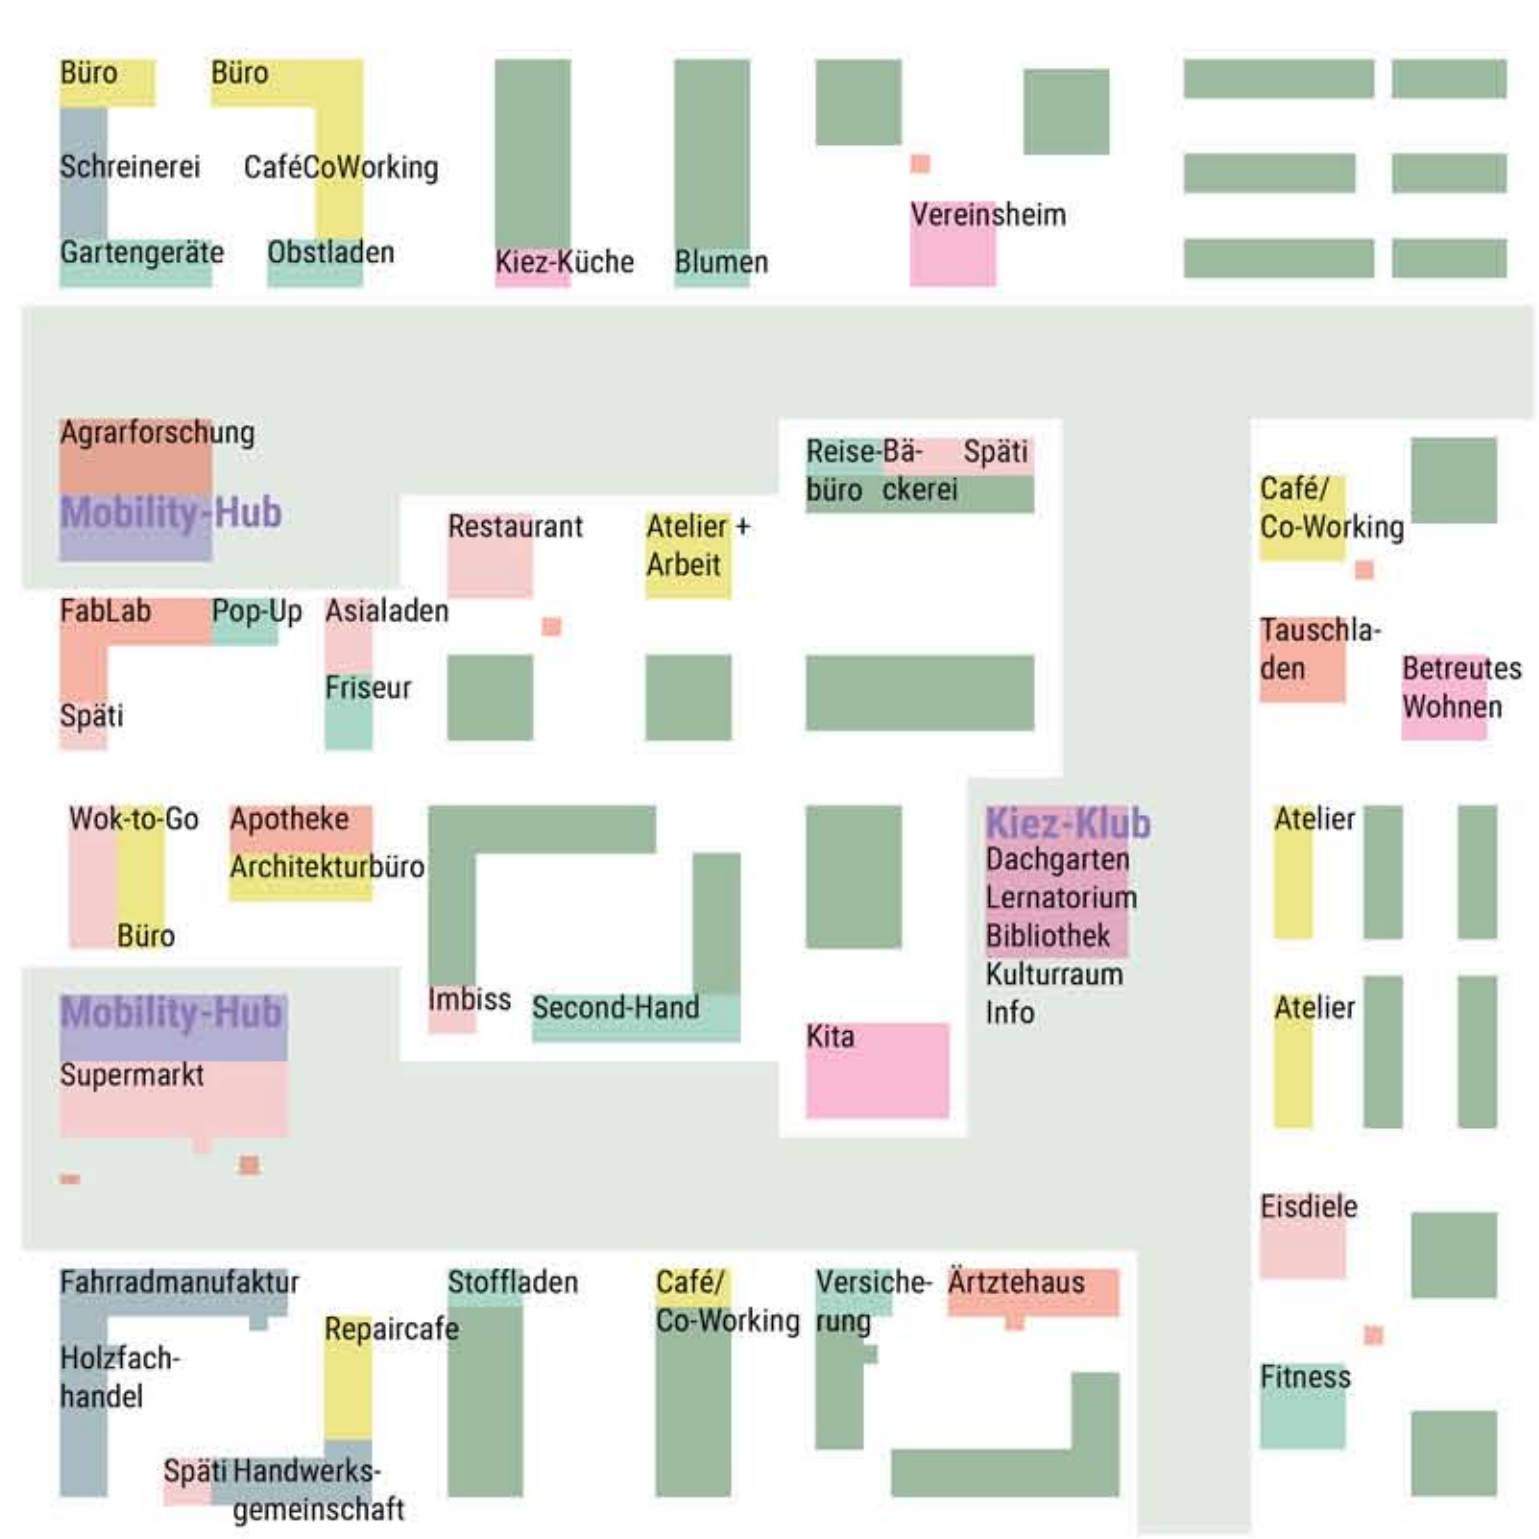 Büro
Büro
Schreinerei
CaféCoWorking
Gartengeräte
Obstladen
Kiez-Küche
Blumen
Vereinsheim
Agrarforschung
Mobility-Hub
Reise-
büro
Bä-
ckerei
Späti
Restaurant
Atelier +
Arbeit
Café/
Co-Working
FabLab
Pop-Up
Asialaden
Friseur
Späti
Tauschla-
den
Betreutes
Wohnen
Wok-to-Go
Büro
Apotheke
Architekturbüro
Kiez-Klub
Dachgarten
Lernatorium
Bibliothek
Kulturraum
Info
Atelier
Atelier
Mobility-Hub
Supermarkt
Imbiss
Second-Hand
Kita
Eisdiele
Fahrradmanufaktur
Holzfach-
handel
Repaircafe
Späti
Handwerks-
gemeinschaft
Stoffladen
Café/
Co-Working
Versiche-
rung
Ärtztehaus
Fitness